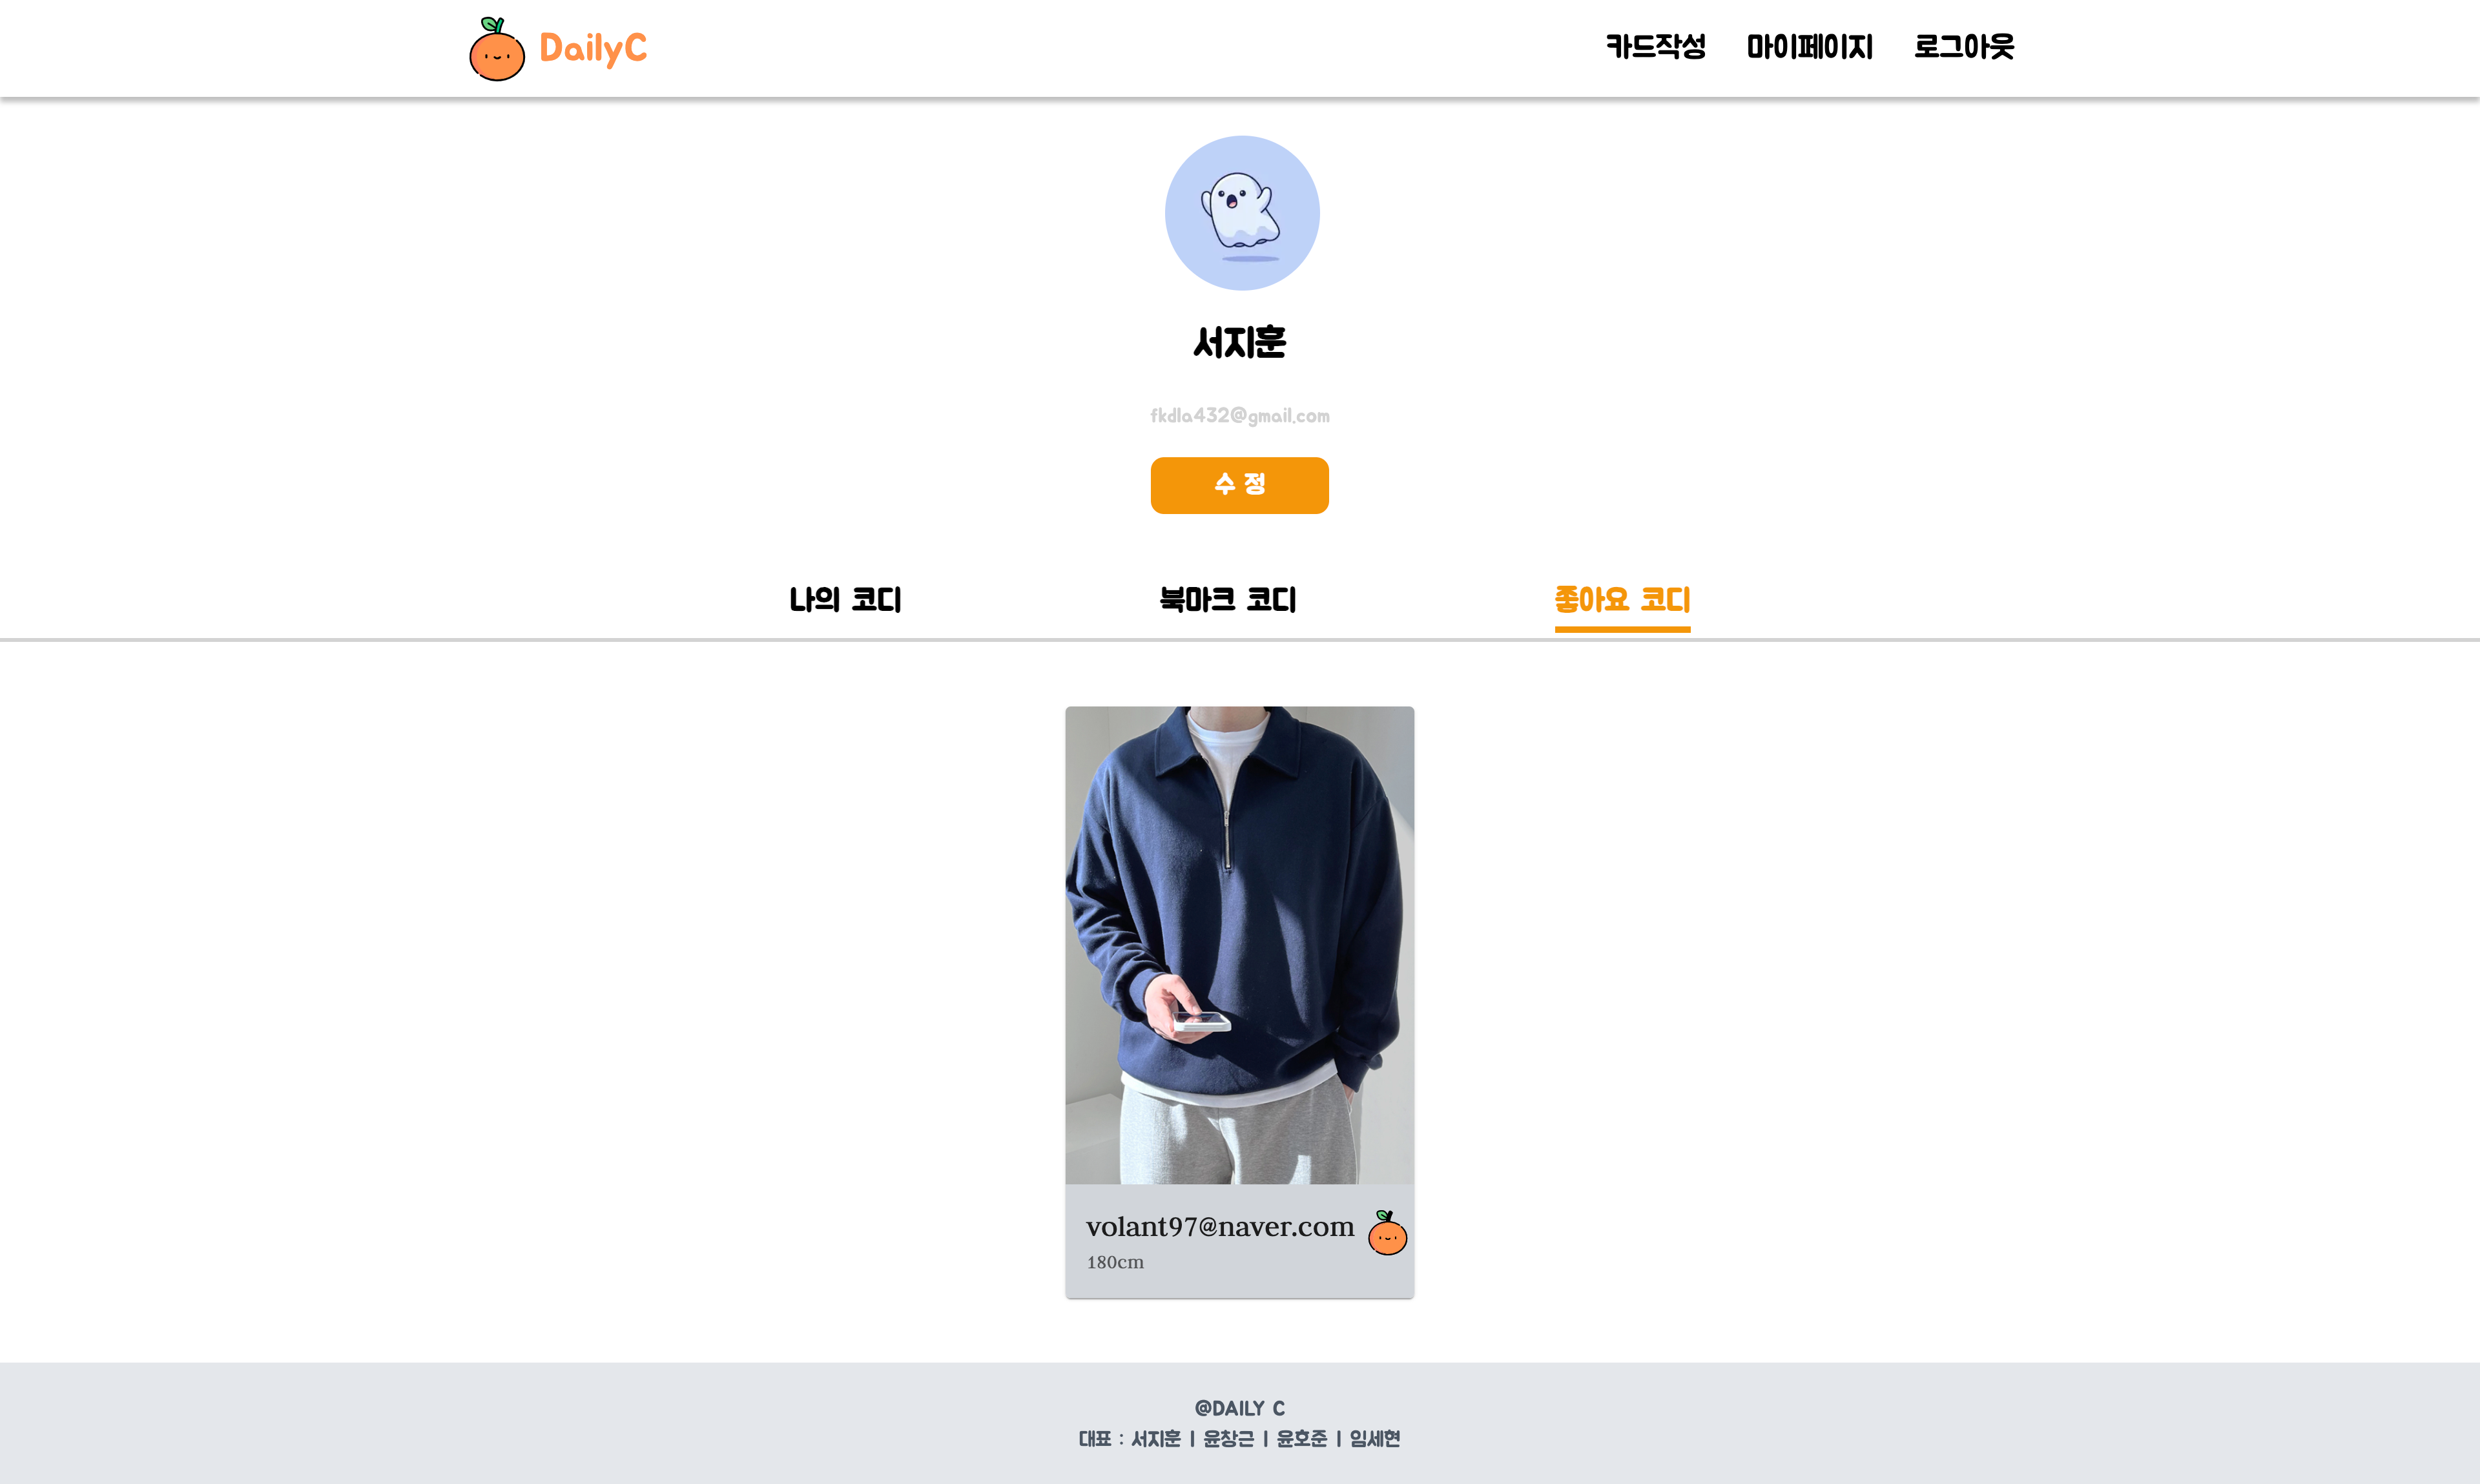 DailyC
카드작성 마이페이지 로그아웃
서지훈
fkdla432@gmail.com
수 정
나의 코디 북마크 코디 좋아요 코디
volant97@naver.com
180cm
@DAILY C
대표 : 서지훈 | 윤창근 | 윤호준 | 임세현